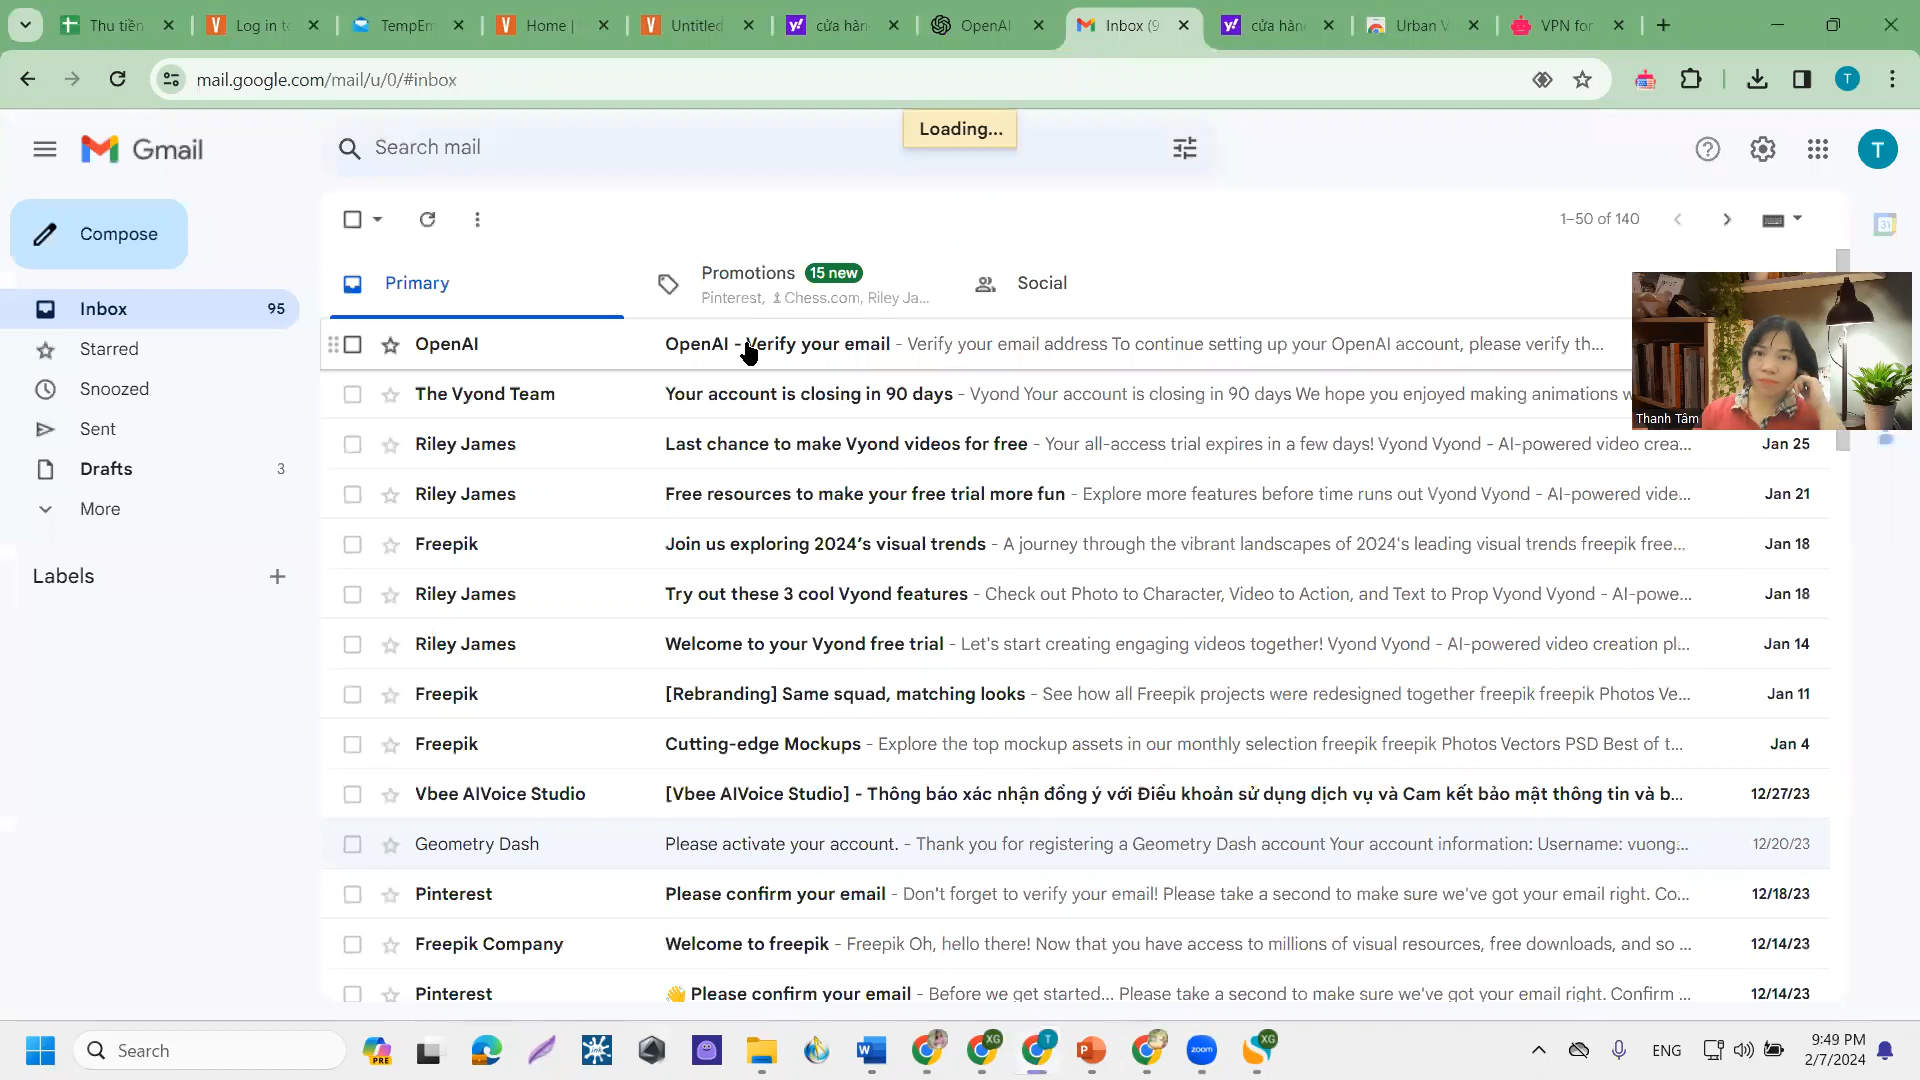 Thu tiền
Log in t
TempEm
Home |
Untitled
cửa hàn
OpenAI
Inbox (9
cửa hàn
Urban V
VPN for
mail.google.com/mail/u/0/#inbox
T
Gmail
Search mail
Loading...
T
Compose
1–50 of 140
Inbox 95
Starred
Snoozed
Sent
Drafts 3
More
Labels
Primary
Promotions 15 new
Pinterest, Chess.com, Riley Ja...
Social
31
OpenAI OpenAI - Verify your email - Verify your email address To continue setting up your OpenAI account, please verify th...
The Vyond Team Your account is closing in 90 days - Vyond Your account is closing in 90 days We hope you enjoyed making animations w
Thanh Tâm
Riley James Last chance to make Vyond videos for free - Your all-access trial expires in a few days! Vyond Vyond - AI-powered video crea... Jan 25
Riley James Free resources to make your free trial more fun - Explore more features before time runs out Vyond Vyond - AI-powered vide... Jan 21
Freepik Join us exploring 2024's visual trends - A journey through the vibrant landscapes of 2024's leading visual trends freepik free... Jan 18
Riley James Try out these 3 cool Vyond features - Check out Photo to Character, Video to Action, and Text to Prop Vyond Vyond - AI-powe... Jan 18
Riley James Welcome to your Vyond free trial - Let's start creating engaging videos together! Vyond Vyond - AI-powered video creation pl... Jan 14
Freepik [Rebranding] Same squad, matching looks - See how all Freepik projects were redesigned together freepik freepik Photos Ve... Jan 11
Freepik Cutting-edge Mockups - Explore the top mockup assets in our monthly selection freepik freepik Photos Vectors PSD Best of t... Jan 4
Vbee AIVoice Studio [Vbee AIVoice Studio] - Thông báo xác nhận đồng ý với Điều khoản sử dụng dịch vụ và Cam kết bảo mật thông tin và b... 12/27/23
Geometry Dash Please activate your account. - Thank you for registering a Geometry Dash account Your account information: Username: vuong... 12/20/23
Pinterest Please confirm your email - Don't forget to verify your email! Please take a second to make sure we've got your email right. Co... 12/18/23
Freepik Company Welcome to freepik - Freepik Oh, hello there! Now that you have access to millions of visual resources, free downloads, and so ... 12/14/23
Pinterest 👋 Please confirm your email - Before we get started... Please take a second to make sure we've got your email right. Confirm ... 12/14/23
Search
PRE
ink
W
XG
T
P
zoom
XG
ENG
9:49 PM
2/7/2024